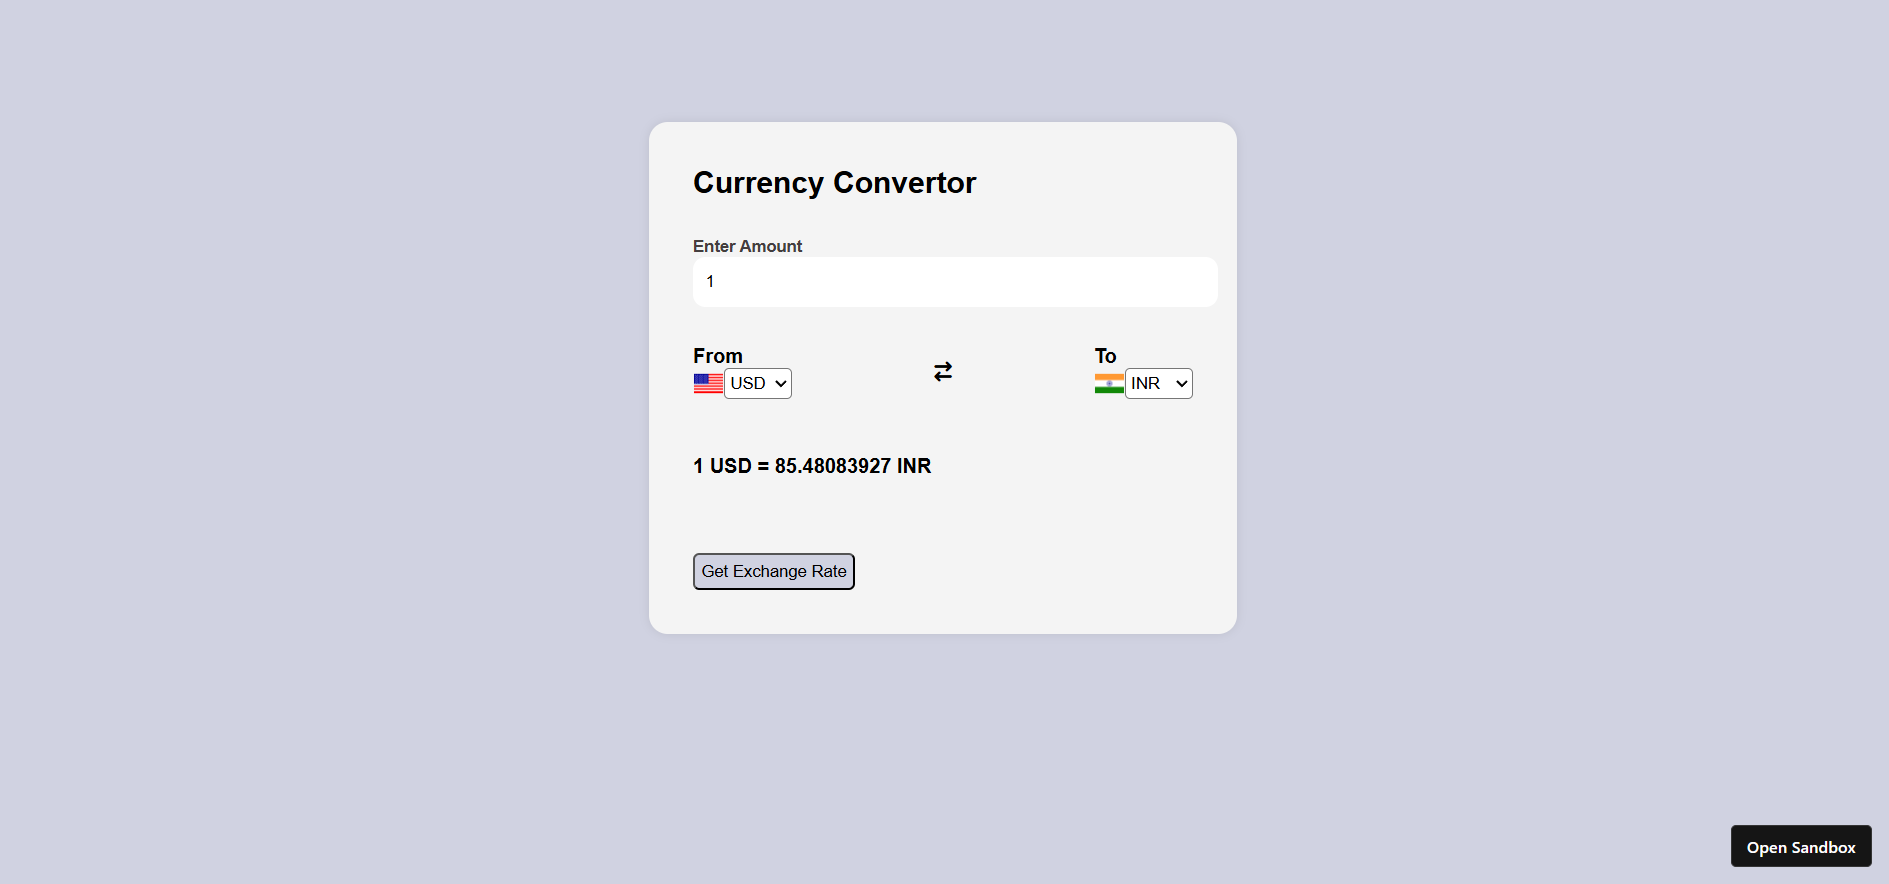 Currency Convertor
Enter Amount
1
From
To
USD
INR
1 USD = 85.48083927 INR
Get Exchange Rate
Open Sandbox